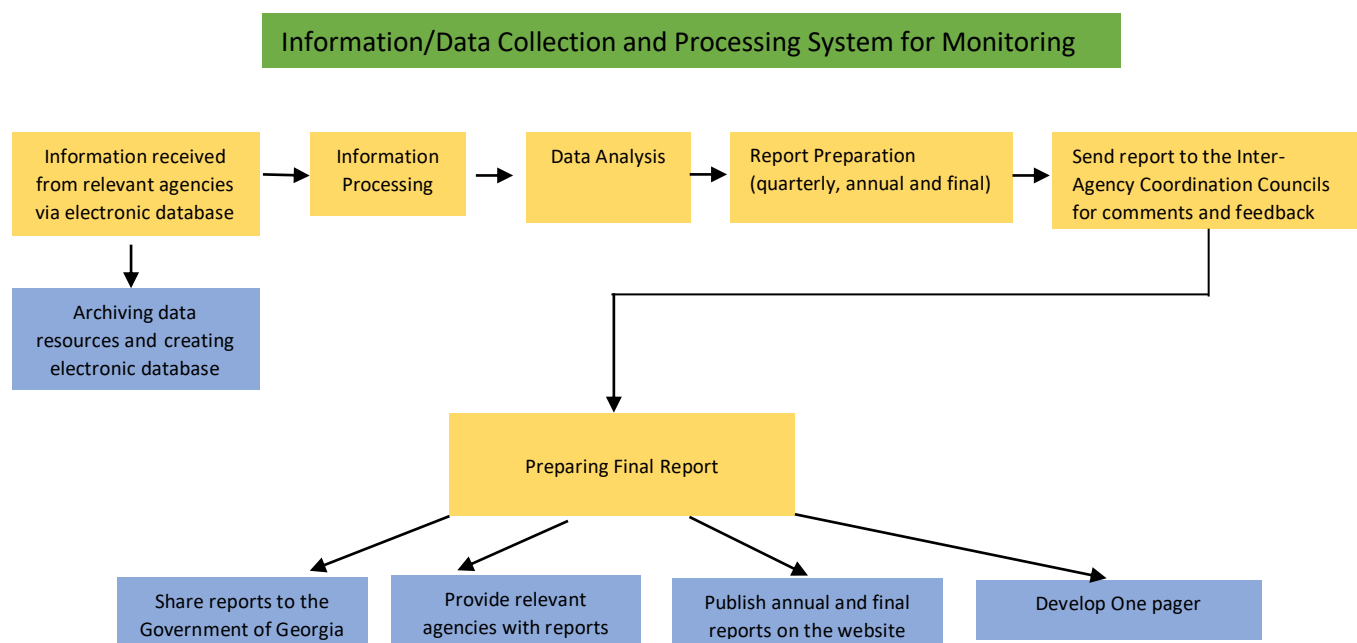 Information/Data Collection and Processing System for Monitoring
Information received
from relevant agencies
via electronic database
Information
Processing
Data Analysis
Report Preparation
(quarterly, annual and final)
Send report to the Inter-
Agency Coordination Councils
for comments and feedback
Archiving data
resources and creating
electronic database
Preparing Final Report
Share reports to the
Government of Georgia
Provide relevant
agencies with reports
Publish annual and final
reports on the website
Develop One pager